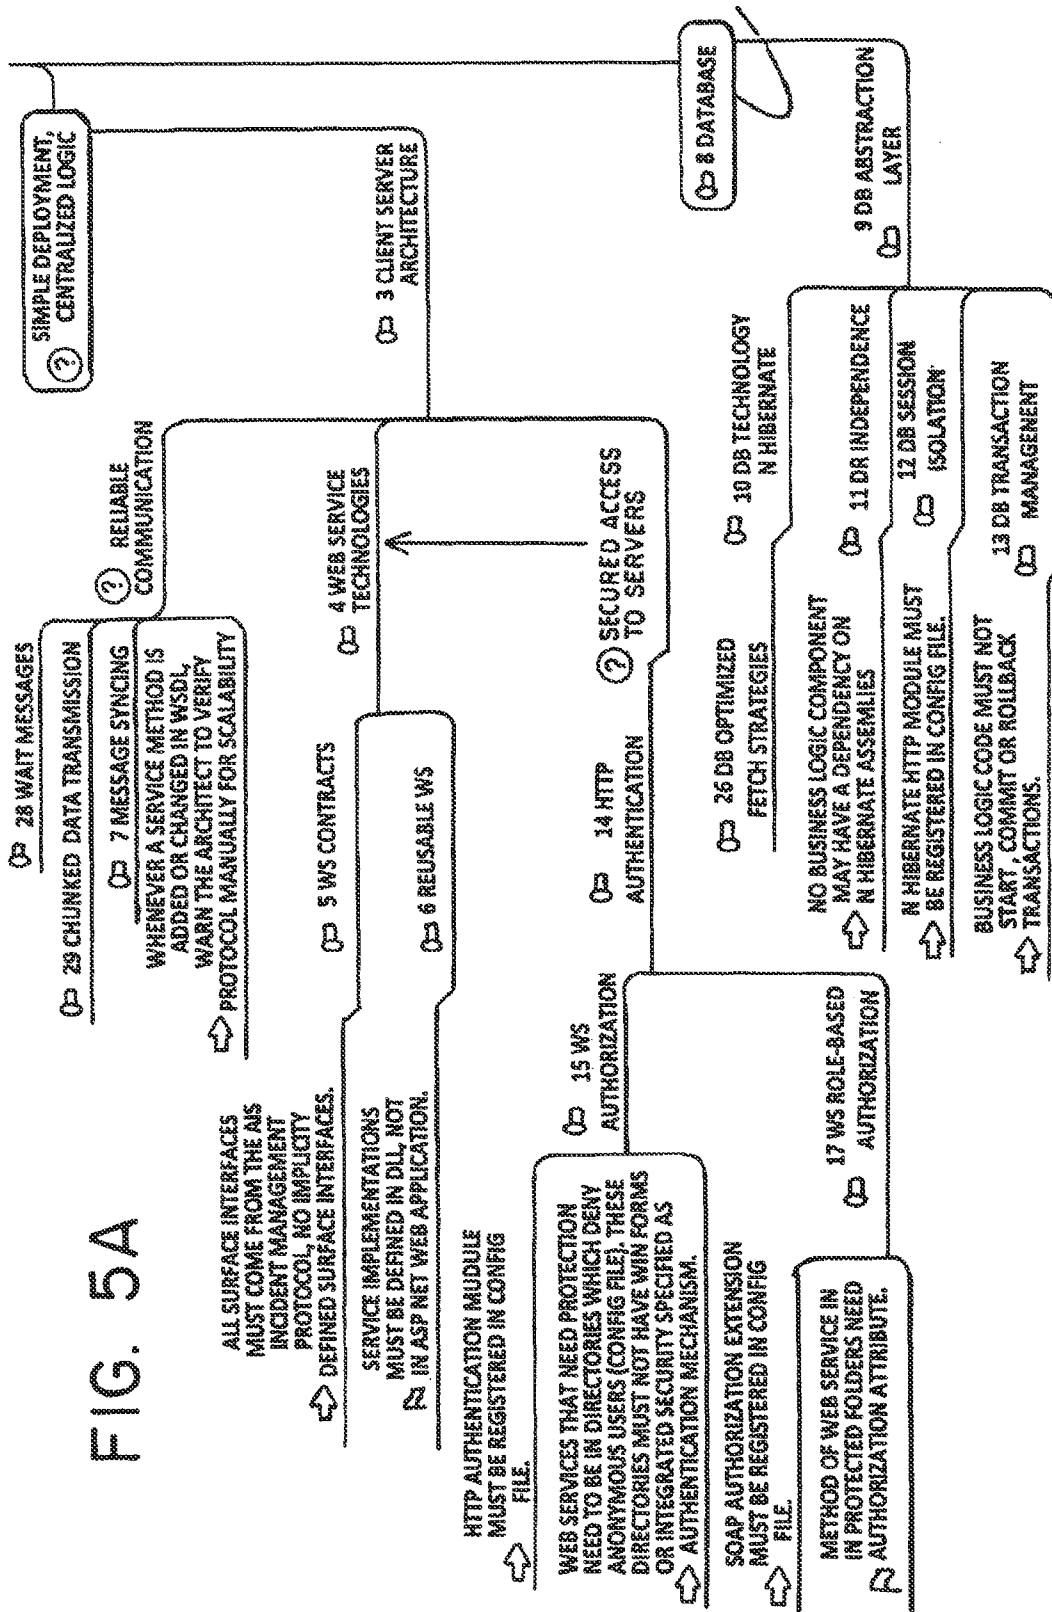 FIG. 5A
SIMPLE DEPLOYMENT,
CENTRALIZED LOGIC
?
3 CLIENT SERVER
ARCHITECTURE
? RELIABLE
COMMUNICATION
28 WAIT MESSAGES
29 CHUNKED DATA TRANSMISSION
7 MESSAGE SYNCING
WHENEVER A SERVICE METHOD IS
ADDED OR CHANGED IN WSDL,
WARN THE ARCHITECT TO VERIFY
PROTOCOL MANUALLY FOR SCALABILITY
4 WEB SERVICE
TECHNOLOGIES
5 WS CONTRACTS
ALL SURFACE INTERFACES
MUST COME FROM THE AIS
INCIDENT MANAGEMENT
PROTOCOL, NO IMPLICITY
DEFINED SURFACE INTERFACES.
6 REUSABLE WS
SERVICE IMPLEMENTATIONS
MUST BE DEFINED IN DLL, NOT
IN ASP NET WEB APPLICATION.
? SECURED ACCESS
TO SERVERS
14 HTTP
AUTHENTICATION
15 WS
AUTHORIZATION
HTTP AUTHENTICATION MUDULE
MUST BE REGISTERED IN CONFIG
FILE.
WEB SERVICES THAT NEED PROTECTION
NEED TO BE IN DIRECTORIES WHICH DENY
ANONYMOUS USERS (CONFIG FILE). THESE
DIRECTORIES MUST NOT HAVE WIN FORMS
OR INTEGRATED SECURITY SPECIFIED AS
AUTHENTICATION MECHANISM.
17 WS ROLE-BASED
AUTHORIZATION
SOAP AUTHORIZATION EXTENSION
MUST BE REGISTERED IN CONFIG
FILE.
METHOD OF WEB SERVICE IN
IN PROTECTED FOLDERS NEED
AUTHORIZATION ATTRIBUTE.
8 DATABASE
9 DB ABSTRACTION
LAYER
10 DB TECHNOLOGY
N HIBERNATE
26 DB OPTIMIZED
FETCH STRATEGIES
11 DR INDEPENDENCE
NO BUSINESS LOGIC COMPONENT
MAY HAVE A DEPENDENCY ON
N HIBERNATE ASSEMLIES
12 DB SESSION
ISOLATION
N HIBERNATE HTTP MODULE MUST
BE REGISTERED IN CONFIG FILE.
13 DB TRANSACTION
MANAGENENT
BUSINESS LOGIC CODE MUST NOT
START, COMMIT OR ROLLBACK
TRANSACTIONS.